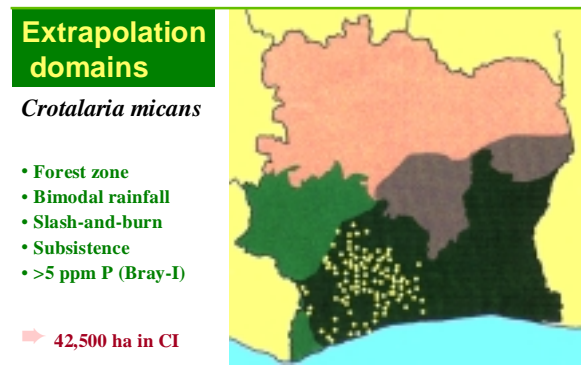 Extrapolation
domains
Crotalaria micans
• Forest zone
• Bimodal rainfall
• Slash-and-burn
• Subsistence
• >5 ppm P (Bray-I)
42,500 ha in CI